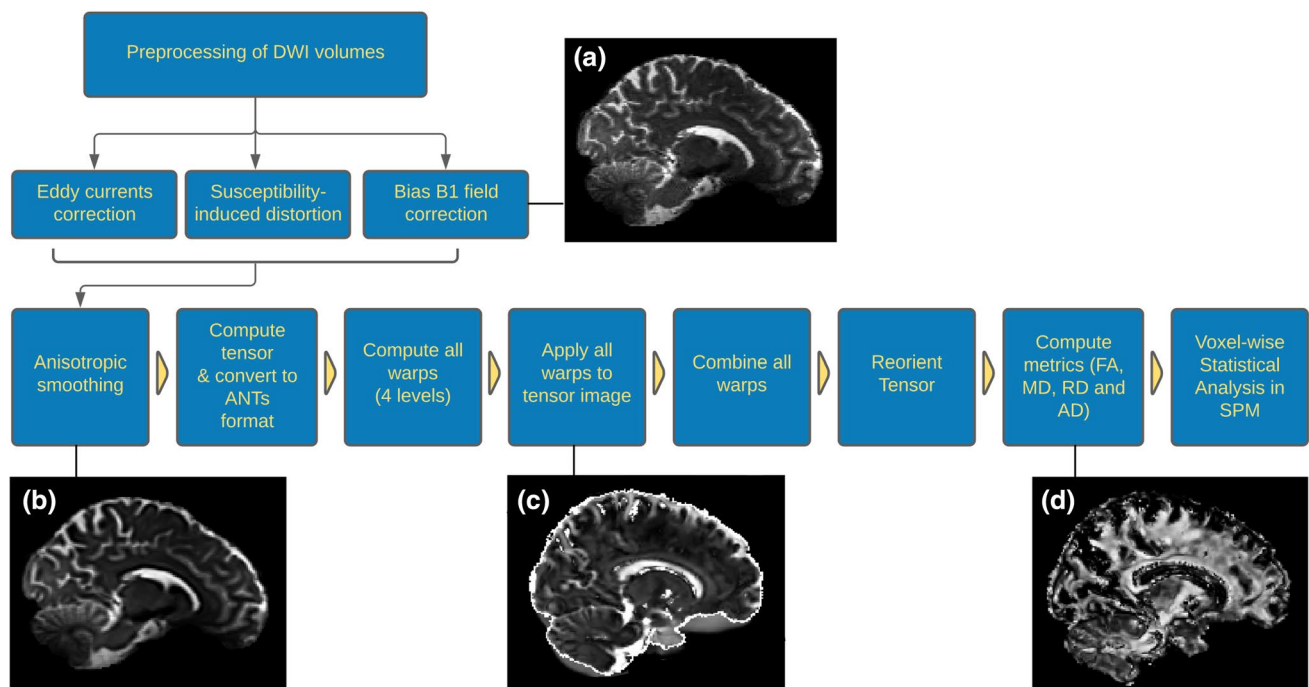 Preprocessing of DWI volumes
(a)
Eddy currents
correction
Susceptibility-
induced distortion
Bias B1 field
correction
Anisotropic
smoothing
Compute
tensor
& convert to
ANTs
format
Compute all
warps
(4 levels)
Apply all
warps to
tensor image
Combine all
warps
Reorient
Tensor
Compute
metrics (FA,
MD, RD and
AD)
Voxel-wise
Statistical
Analysis in
SPM
(b)
(c)
(d)